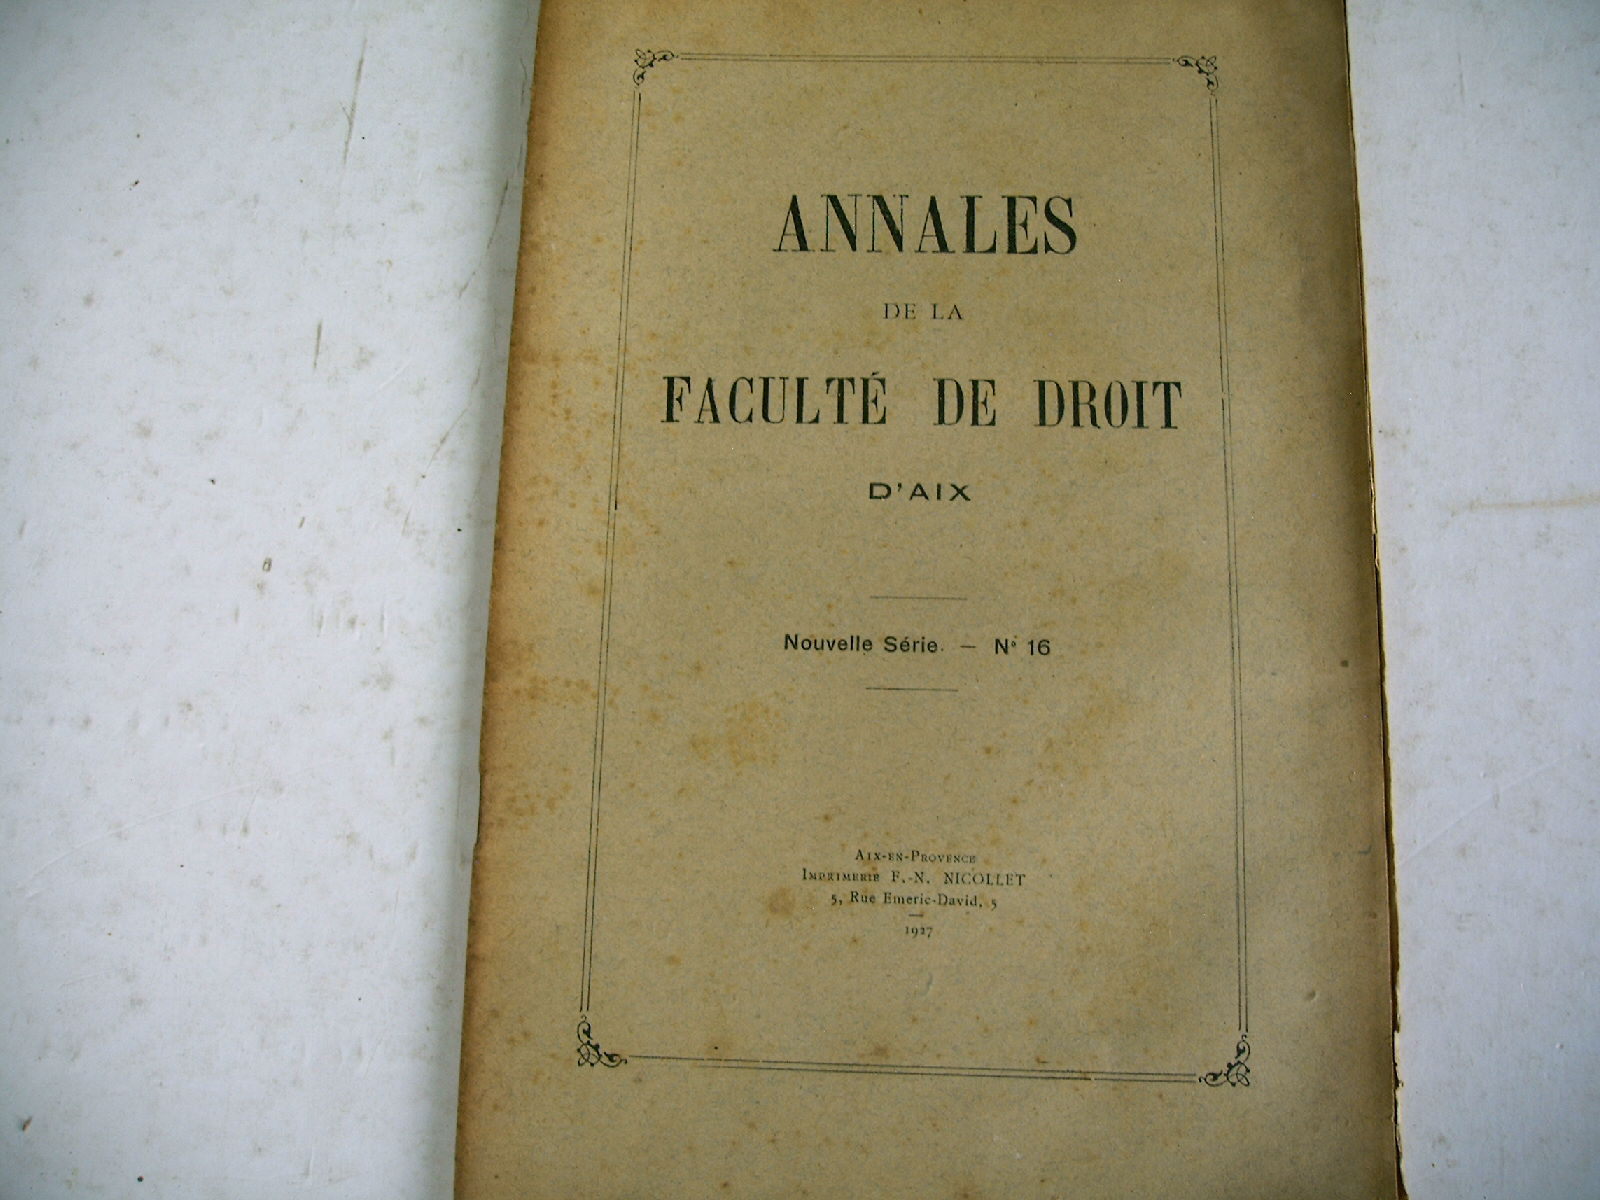 ANNALES
DE LA
FACULTÉ DE DROIT
D'AIX
Nouvelle Série. — N° 16
AIX-EN-PROVENCE
IMPRIMERIE F.-N. NICOLLET
5, Rue Emeric-David, 5
1927